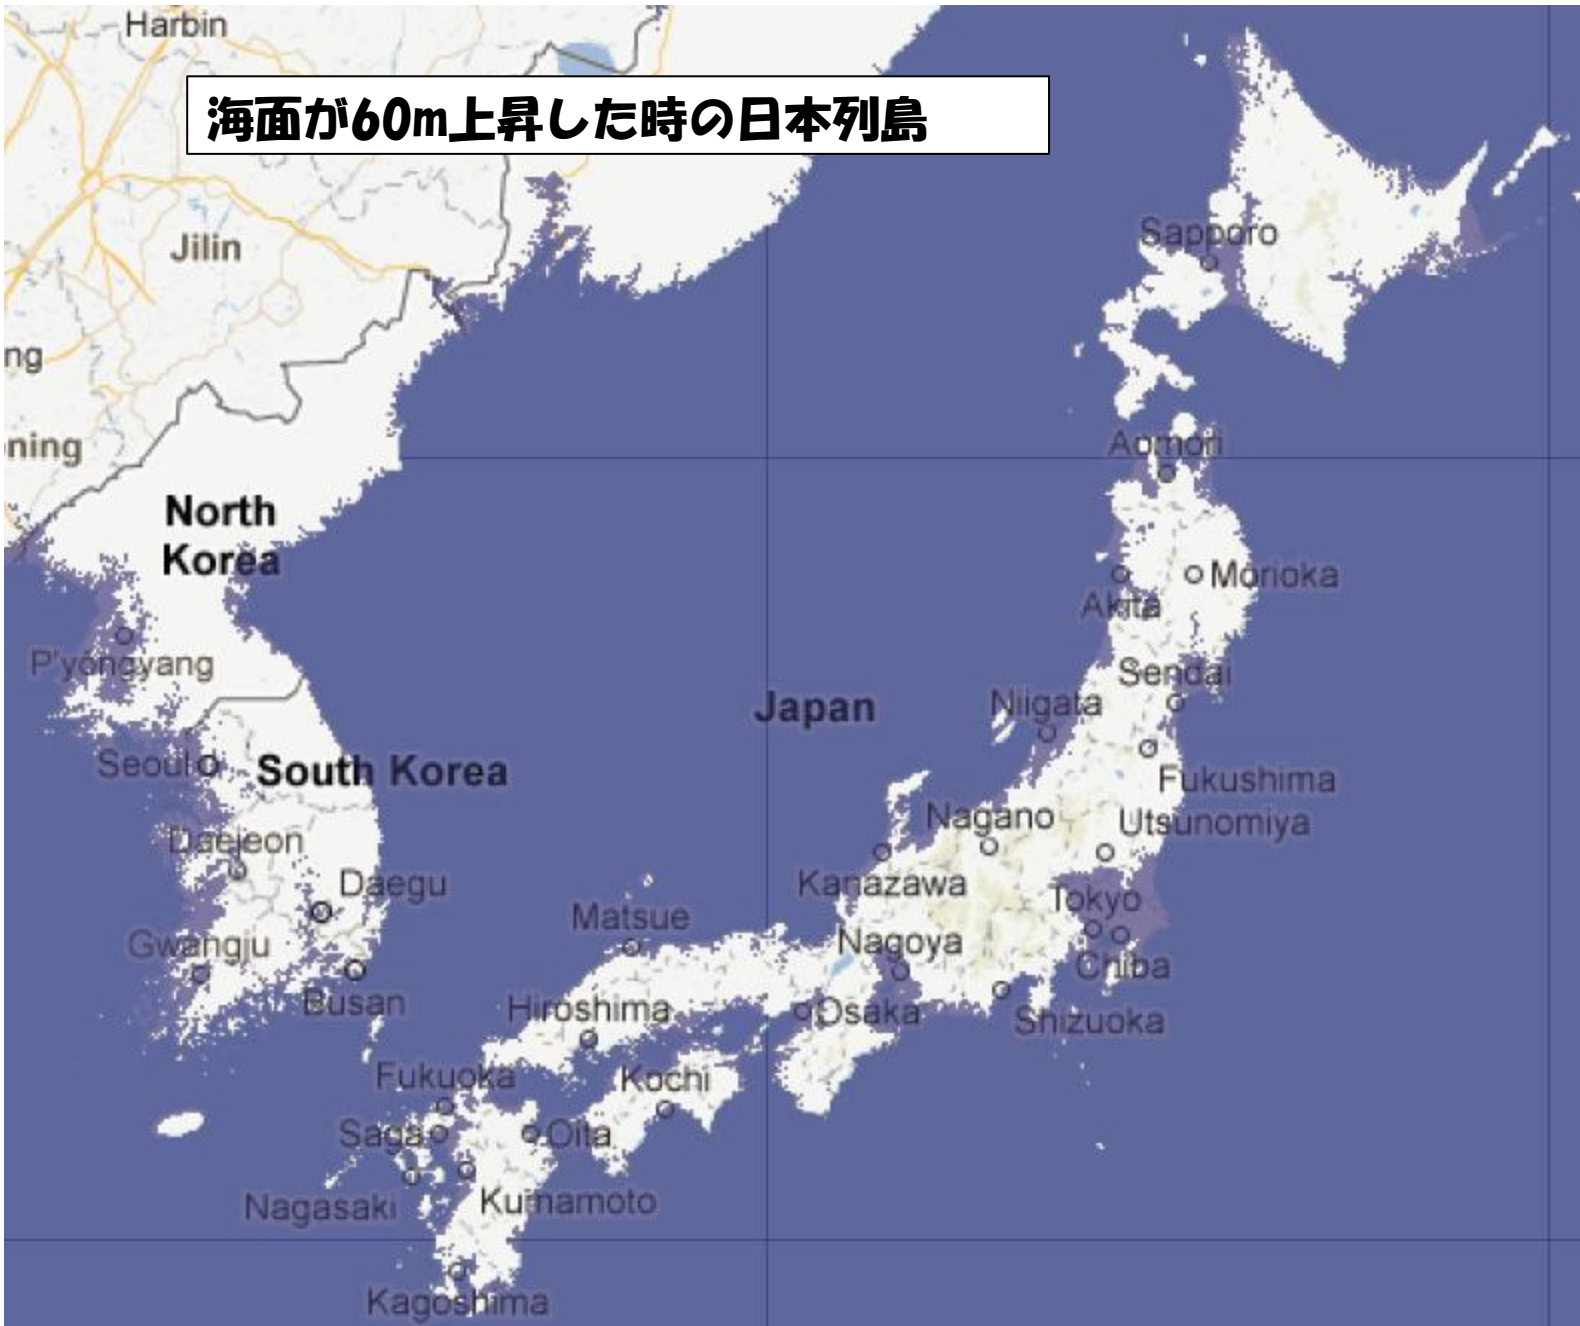 Harbin
海面が60m上昇した時の日本列島
Jilin
Sapporo
ng
ning
Aomori
North
Korea
Morioka
Akita
P'yongyang
Sendai
Niigata
Japan
Seoul
South Korea
Fukushima
Nagano
Utsunomiya
Daejeon
Daegu
Kanazawa
Tokyo
Matsue
Nagoya
Gwangju
Chiba
Busan
Hiroshima
Osaka
Shizuoka
Fukuoka
Kochi
Saga
Oita
Nagasaki
Kumamoto
Kagoshima